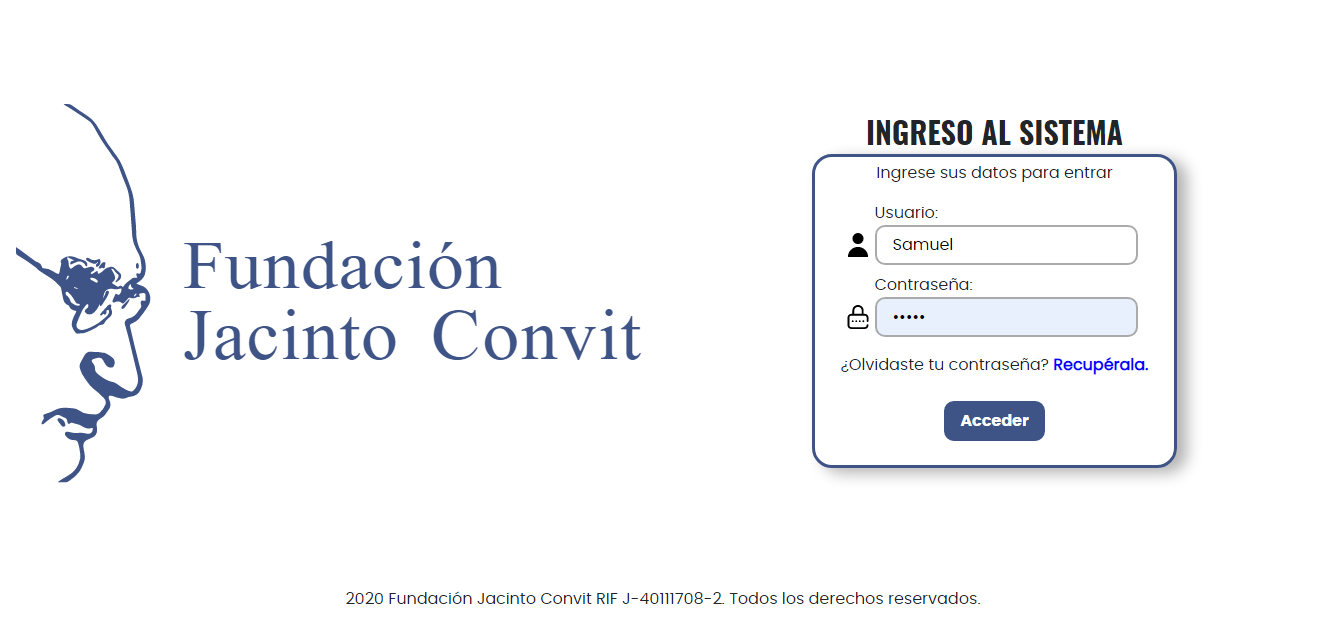 Fundación
Jacinto Convit
INGRESO AL SISTEMA
Ingrese sus datos para entrar
Usuario:
Samuel
Contraseña:
•••••
¿Olvidaste tu contraseña? Recupérala.
Acceder
2020 Fundación Jacinto Convit RIF J-40111708-2. Todos los derechos reservados.